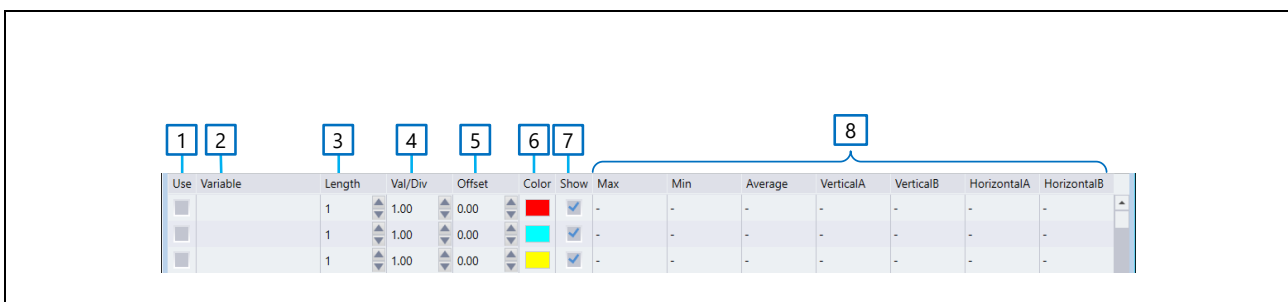 1 2 3 4 5 6 7 8
Use Variable Length Val/Div Offset Color Show Max Min Average VerticalA VerticalB HorizontalA HorizontalB
1 1.00 0.00 - - - - - - -
1 1.00 0.00 - - - - - - -
1 1.00 0.00 - - - - - - -